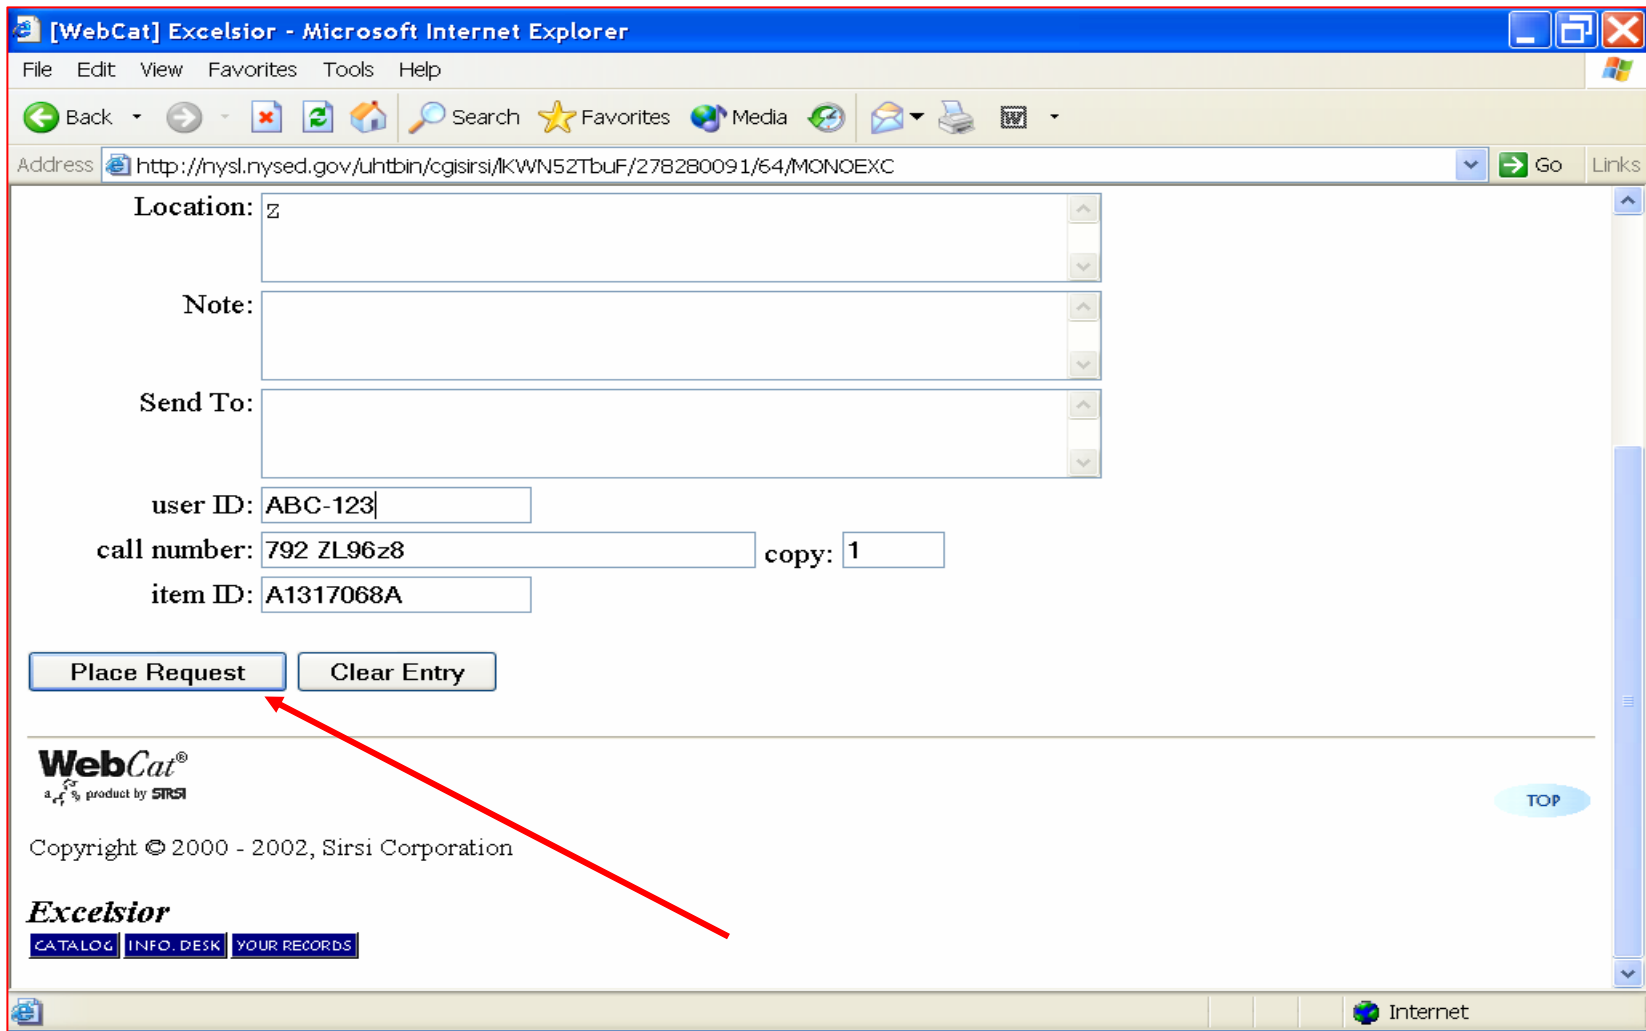 [WebCat] Excelsior - Microsoft Internet Explorer
File Edit View Favorites Tools Help
Back Search Favorites Media
Address http://nysl.nysed.gov/uhtbin/cgisirsi/lKWN52TbuF/278280091/64/MONOEXC Go Links
Location: z
Note:
Send To:
user ID: ABC-123
call number: 792 ZL96z8 copy: 1
item ID: A1317068A
Place Request Clear Entry
WebCat®
a product by SIRSI
TOP
Copyright © 2000 - 2002, Sirsi Corporation
Excelsior
CATALOG INFO. DESK YOUR RECORDS
Internet